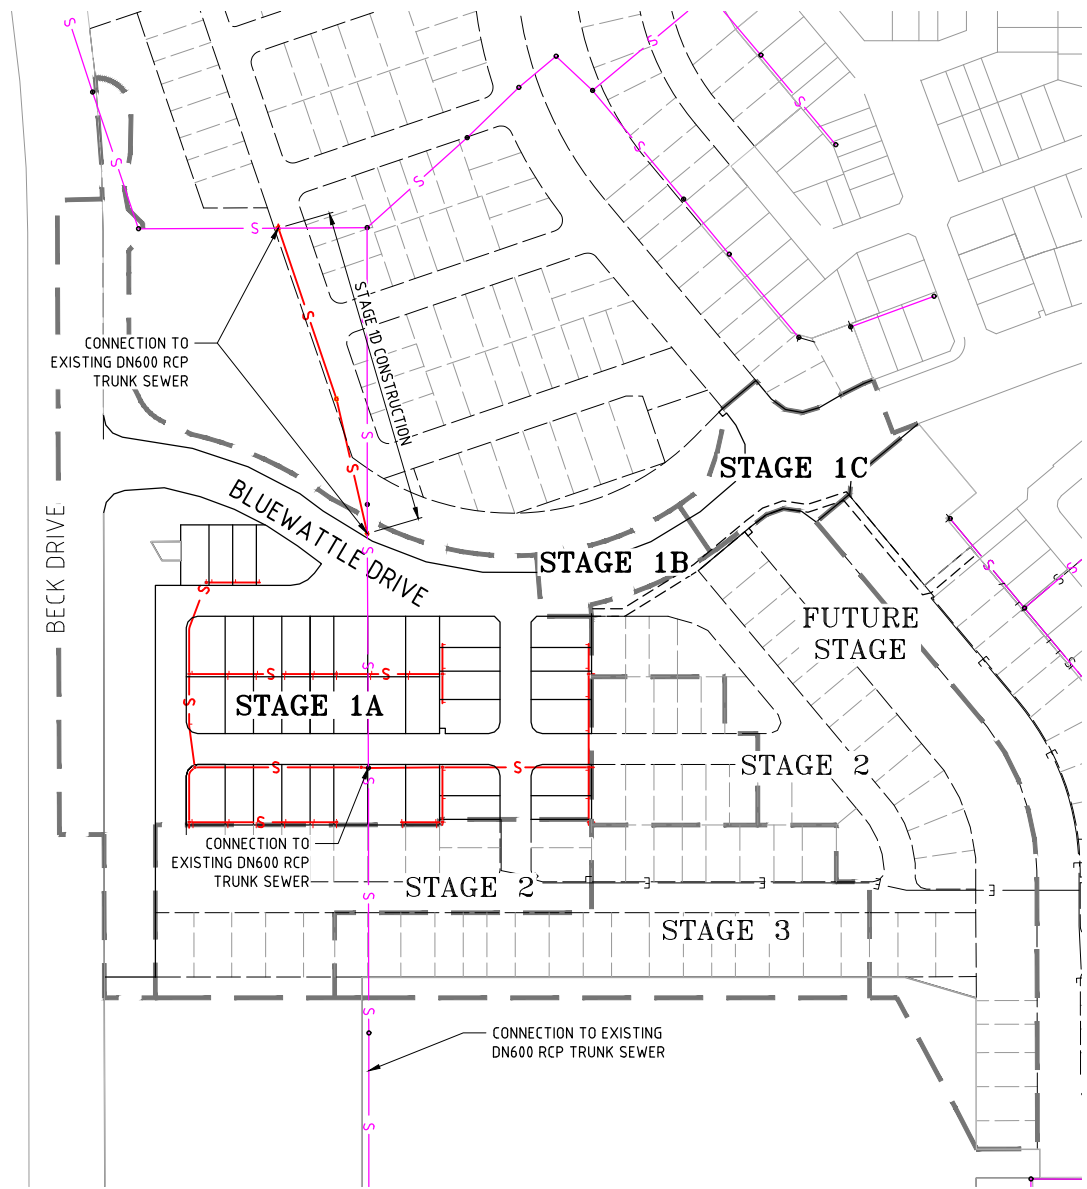 S
S
S
S
S
S
S
S
CONNECTION TO
EXISTING DN600 RCP
TRUNK SEWER
STAGE 1D CONSTRUCTION
S
S
S
STAGE 1C
BECK DRIVE
BLUEWATTLE DRIVE
S
STAGE 1B
S
FUTURE
STAGE
S
S
S
S
S
STAGE 1A
S
S
S
S
STAGE 2
S
CONNECTION TO
EXISTING DN600 RCP
TRUNK SEWER
STAGE 2
S
E
E
E
E
STAGE 3
S
CONNECTION TO EXISTING
DN600 RCP TRUNK SEWER
S